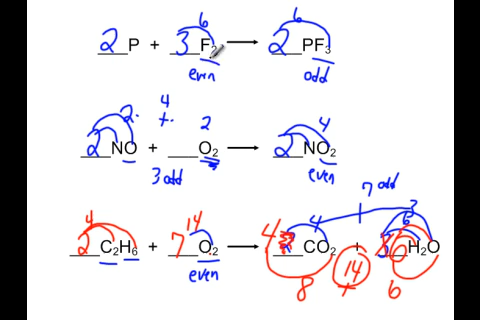 6 6
2 P + 3 F2 → 2 PF3
even odd
2 4 2 4
2 NO + O2 → 2 NO2
+
3 odd even
7 odd
4 14 4 6
2 C2H6 + 7 O2 → 4 CO2 + 6 H2O
even 8 14 + 6